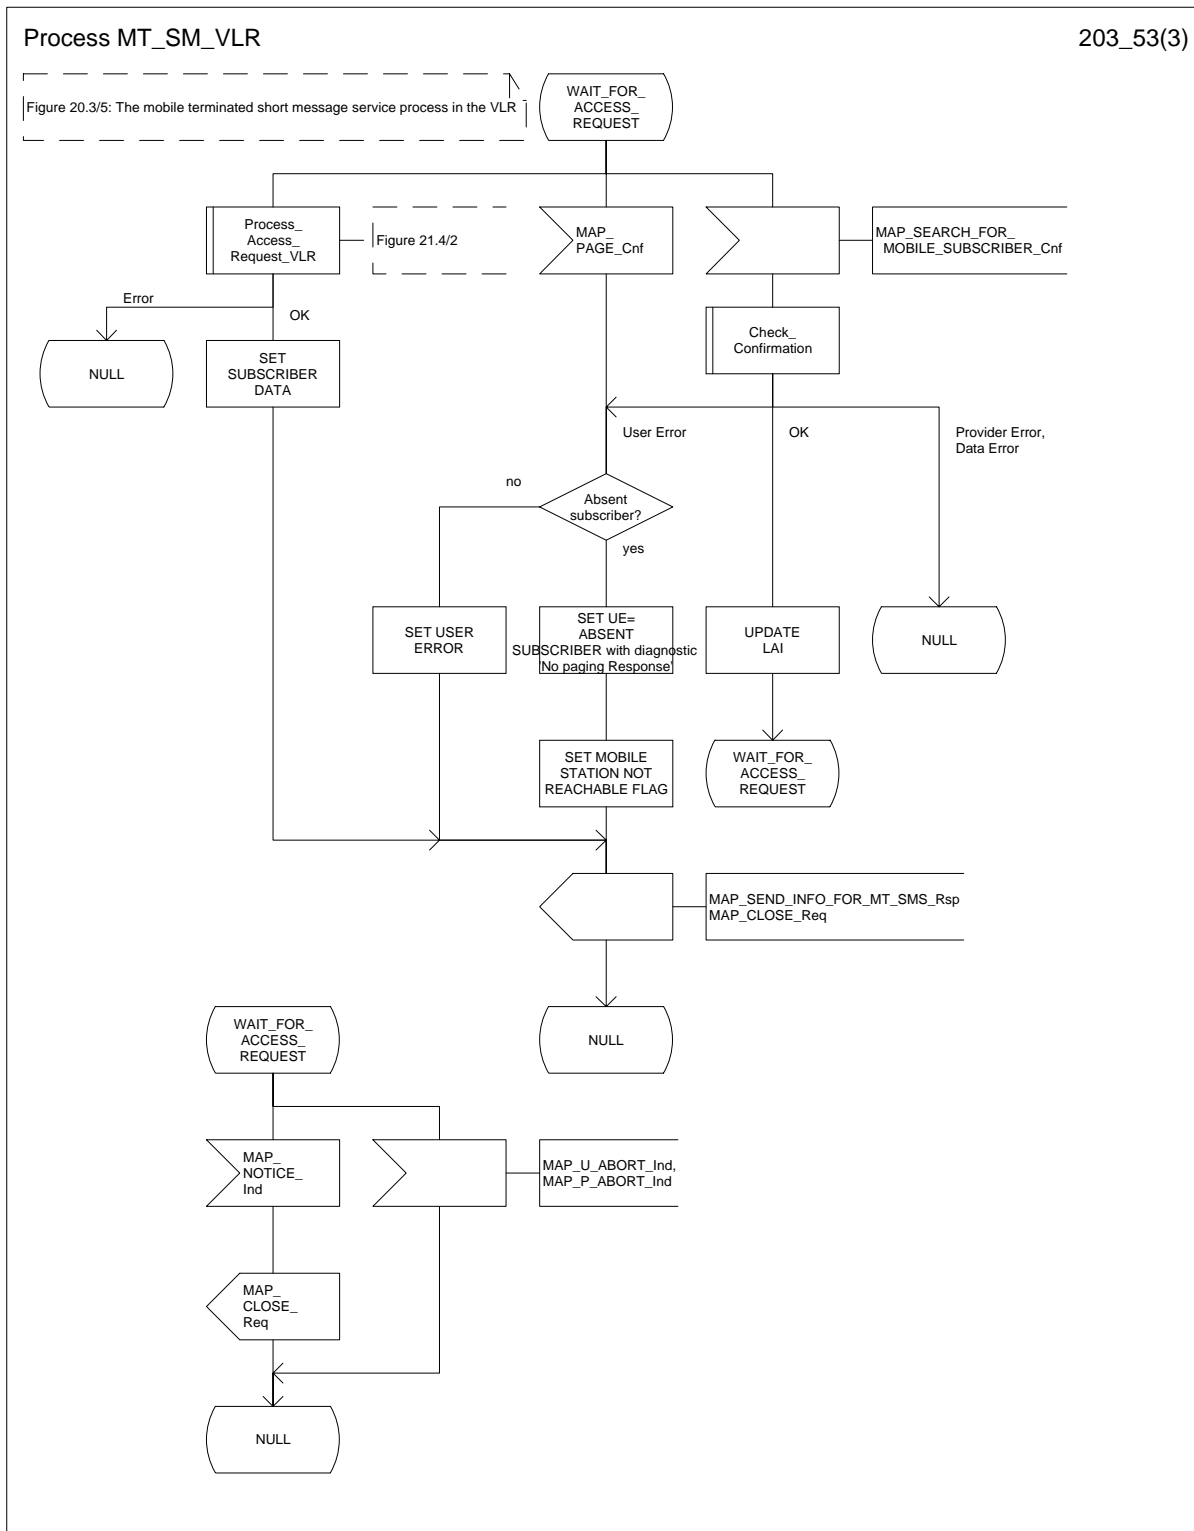 Process MT_SM_VLR
203_53(3)
Figure 20.3/5: The mobile terminated short message service process in the VLR
WAIT_FOR_
ACCESS_
REQUEST
Process_
Access_
Request_VLR
Figure 21.4/2
MAP_
PAGE_Cnf
MAP_SEARCH_FOR_
MOBILE_SUBSCRIBER_Cnf
Error
OK
NULL
SET
SUBSCRIBER
DATA
Check_
Confirmation
User Error
OK
Provider Error,
Data Error
no
Absent
subscriber?
yes
SET USER
ERROR
SET UE=
ABSENT
SUBSCRIBER with diagnostic
'No paging Response'
UPDATE
LAI
NULL
SET MOBILE
STATION NOT
REACHABLE FLAG
WAIT_FOR_
ACCESS_
REQUEST
MAP_SEND_INFO_FOR_MT_SMS_Rsp
MAP_CLOSE_Req
NULL
WAIT_FOR_
ACCESS_
REQUEST
MAP_
NOTICE_
Ind
MAP_U_ABORT_Ind,
MAP_P_ABORT_Ind
MAP_
CLOSE_
Req
NULL